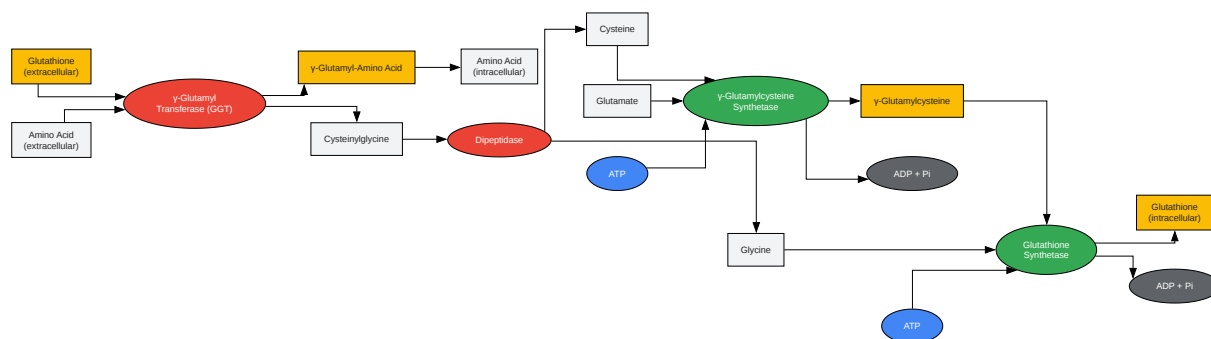 Glutathione
(extracellular)
Amino Acid
(extracellular)
γ-Glutamyl
Transferase (GGT)
γ-Glutamyl-Amino Acid
Cysteinylglycine
Amino Acid
(intracellular)
Dipeptidase
Cysteine
Glutamate
ATP
γ-Glutamylcysteine
Synthetase
Glycine
γ-Glutamylcysteine
ADP + Pi
ATP
Glutathione
Synthetase
Glutathione
(intracellular)
ADP + Pi